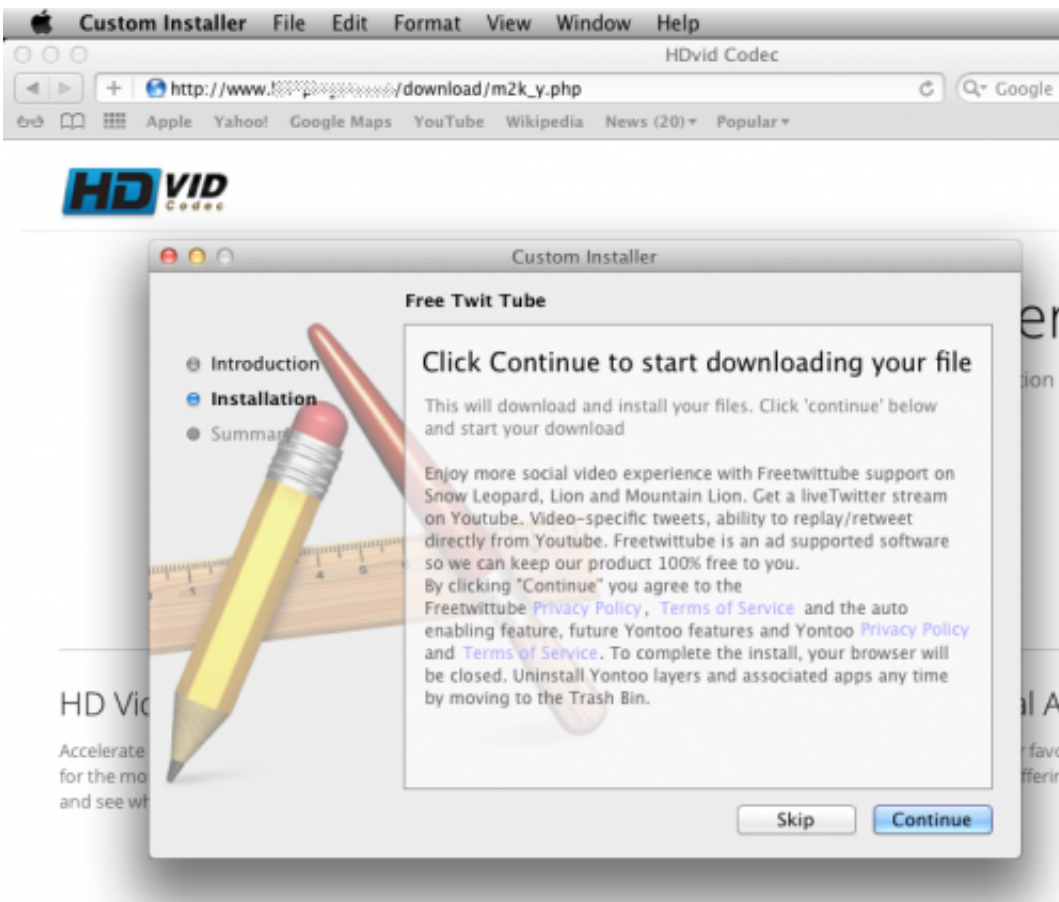 Custom Installer File Edit Format View Window Help
HDvid Codec
http://www. /download/m2k_y.php
Google
Apple Yahoo! Google Maps YouTube Wikipedia News (20) Popular
HD VID
Codec
Custom Installer
Free Twit Tube
Introduction
Installation
Summary
Click Continue to start downloading your file
This will download and install your files. Click 'continue' below
and start your download
Enjoy more social video experience with Freetwittube support on
Snow Leopard, Lion and Mountain Lion. Get a liveTwitter stream
on Youtube. Video-specific tweets, ability to replay/retweet
directly from Youtube. Freetwittube is an ad supported software
so we can keep our product 100% free to you.
By clicking "Continue" you agree to the
Freetwittube Privacy Policy, Terms of Service and the auto
enabling feature, future Yontoo features and Yontoo Privacy Policy
and Terms of Service. To complete the install, your browser will
be closed. Uninstall Yontoo layers and associated apps any time
by moving to the Trash Bin.
1 4 5
Skip Continue
HD Vid
Accelerate
for the mo
and see wh